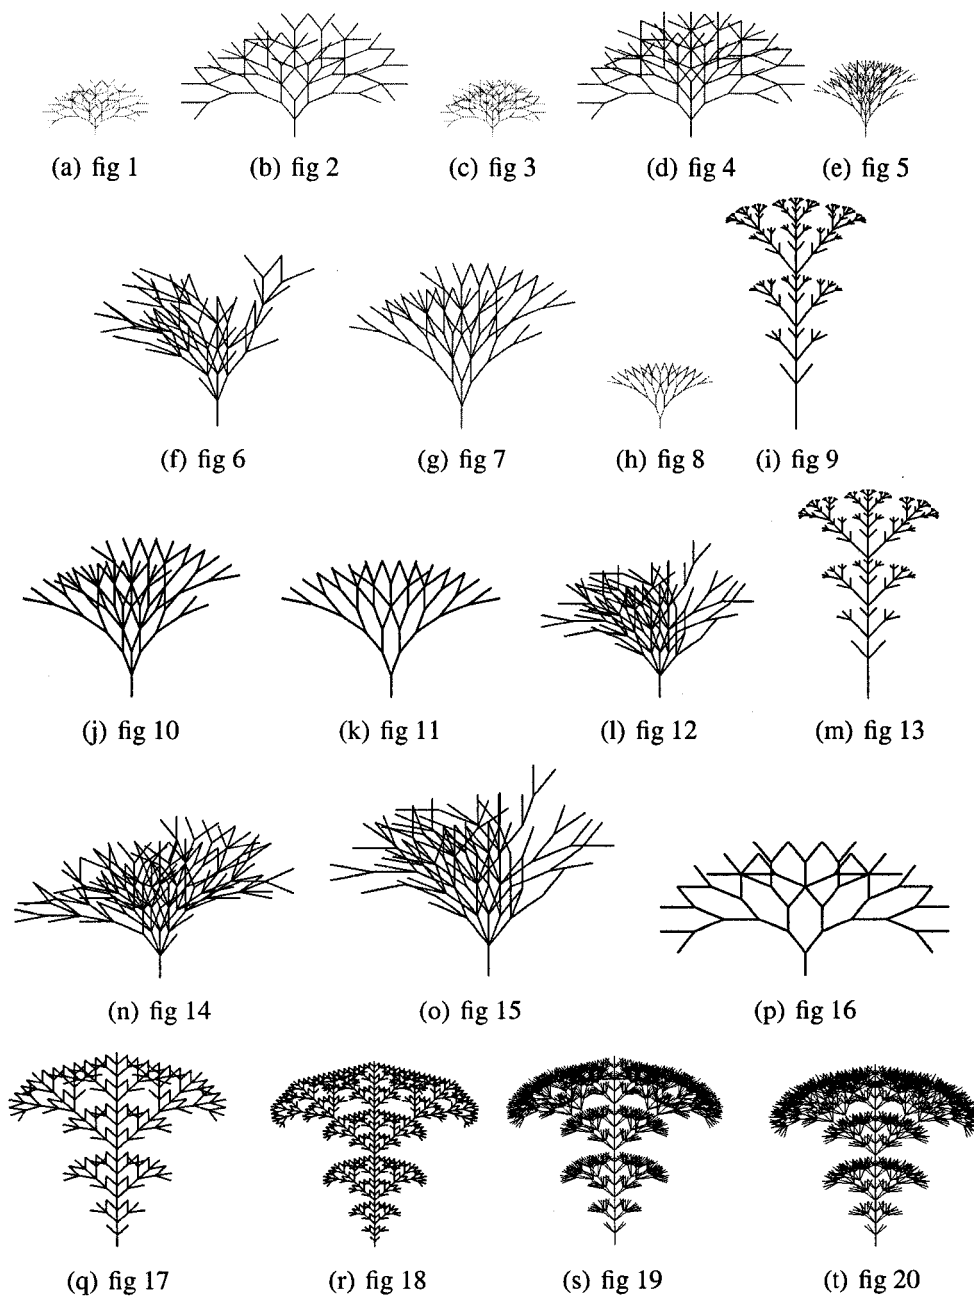 (a) fig 1
(b) fig 2
(c) fig 3
(d) fig 4
(e) fig 5
(f) fig 6
(g) fig 7
(h) fig 8
(i) fig 9
(j) fig 10
(k) fig 11
(l) fig 12
(m) fig 13
(n) fig 14
(o) fig 15
(p) fig 16
(q) fig 17
(r) fig 18
(s) fig 19
(t) fig 20